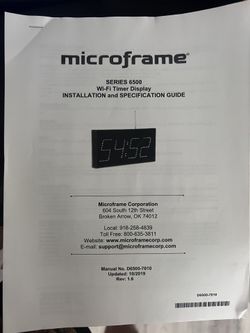 microframe®
SERIES 6500
Wi-Fi Timer Display
INSTALLATION and SPECIFICATION GUIDE
54:52
Microframe Corporation
604 South 12th Street
Broken Arrow, OK 74012
Local: 918-258-4839
Toll Free: 800-635-3811
Website: www.microframecorp.com
E-mail: support@microframecorp.com
Manual No. D6500-7010
Updated: 10/2019
Rev: 1.6
D6500-7010